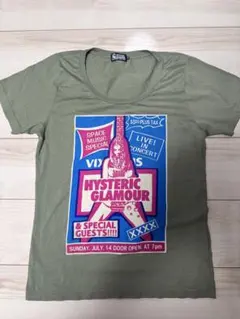 SPACE
MUSIC
SPECIAL
LIVE!
IN
CONCERT
HYSTERIC
GLAMOUR
& SPECIAL
GUESTS!!!!
XXXX
SUNDAY. JULY. 14 DOOR OPEN. AT 7pm